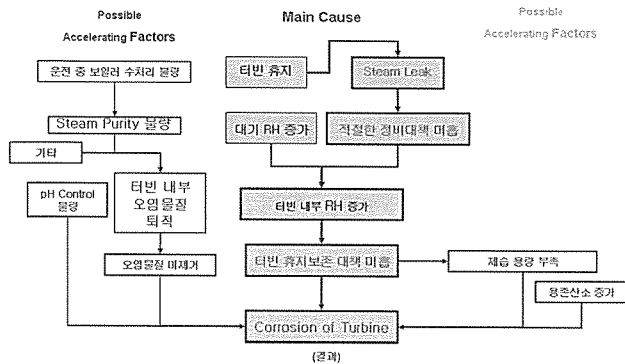 Possible
Accelerating Factors
Main Cause
Possible
Accelerating Factors
운전 중 보일러 수처리 불량
터빈 휴지
Steam Leak
Steam Purity 불량
대기 RH 증가
적절한 정비대책 미흡
기타
pH Control
불량
터빈 내부
오염물질
퇴적
터빈 내부 RH 증가
오염물질 미제거
터빈 휴지보존 대책 미흡
제습 용량 부족
용존산소 증가
Corrosion of Turbine
(결과)